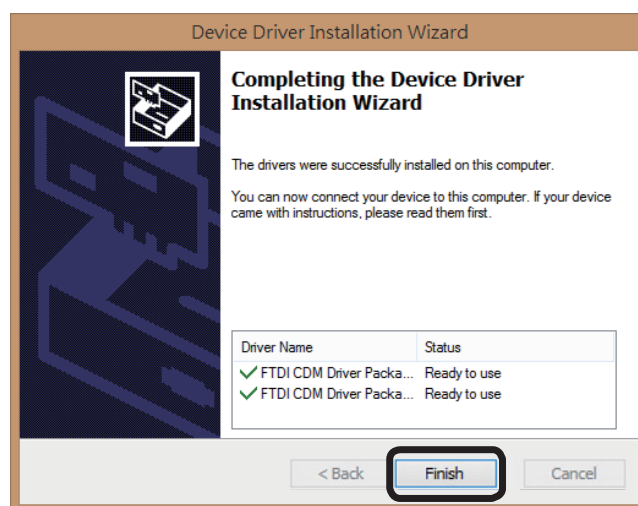 Device Driver Installation Wizard
Completing the Device Driver
Installation Wizard
The drivers were successfully installed on this computer.
You can now connect your device to this computer. If your device
came with instructions, please read them first.
Driver Name Status
FTDI CDM Driver Packa... Ready to use
FTDI CDM Driver Packa... Ready to use
< Back Finish Cancel